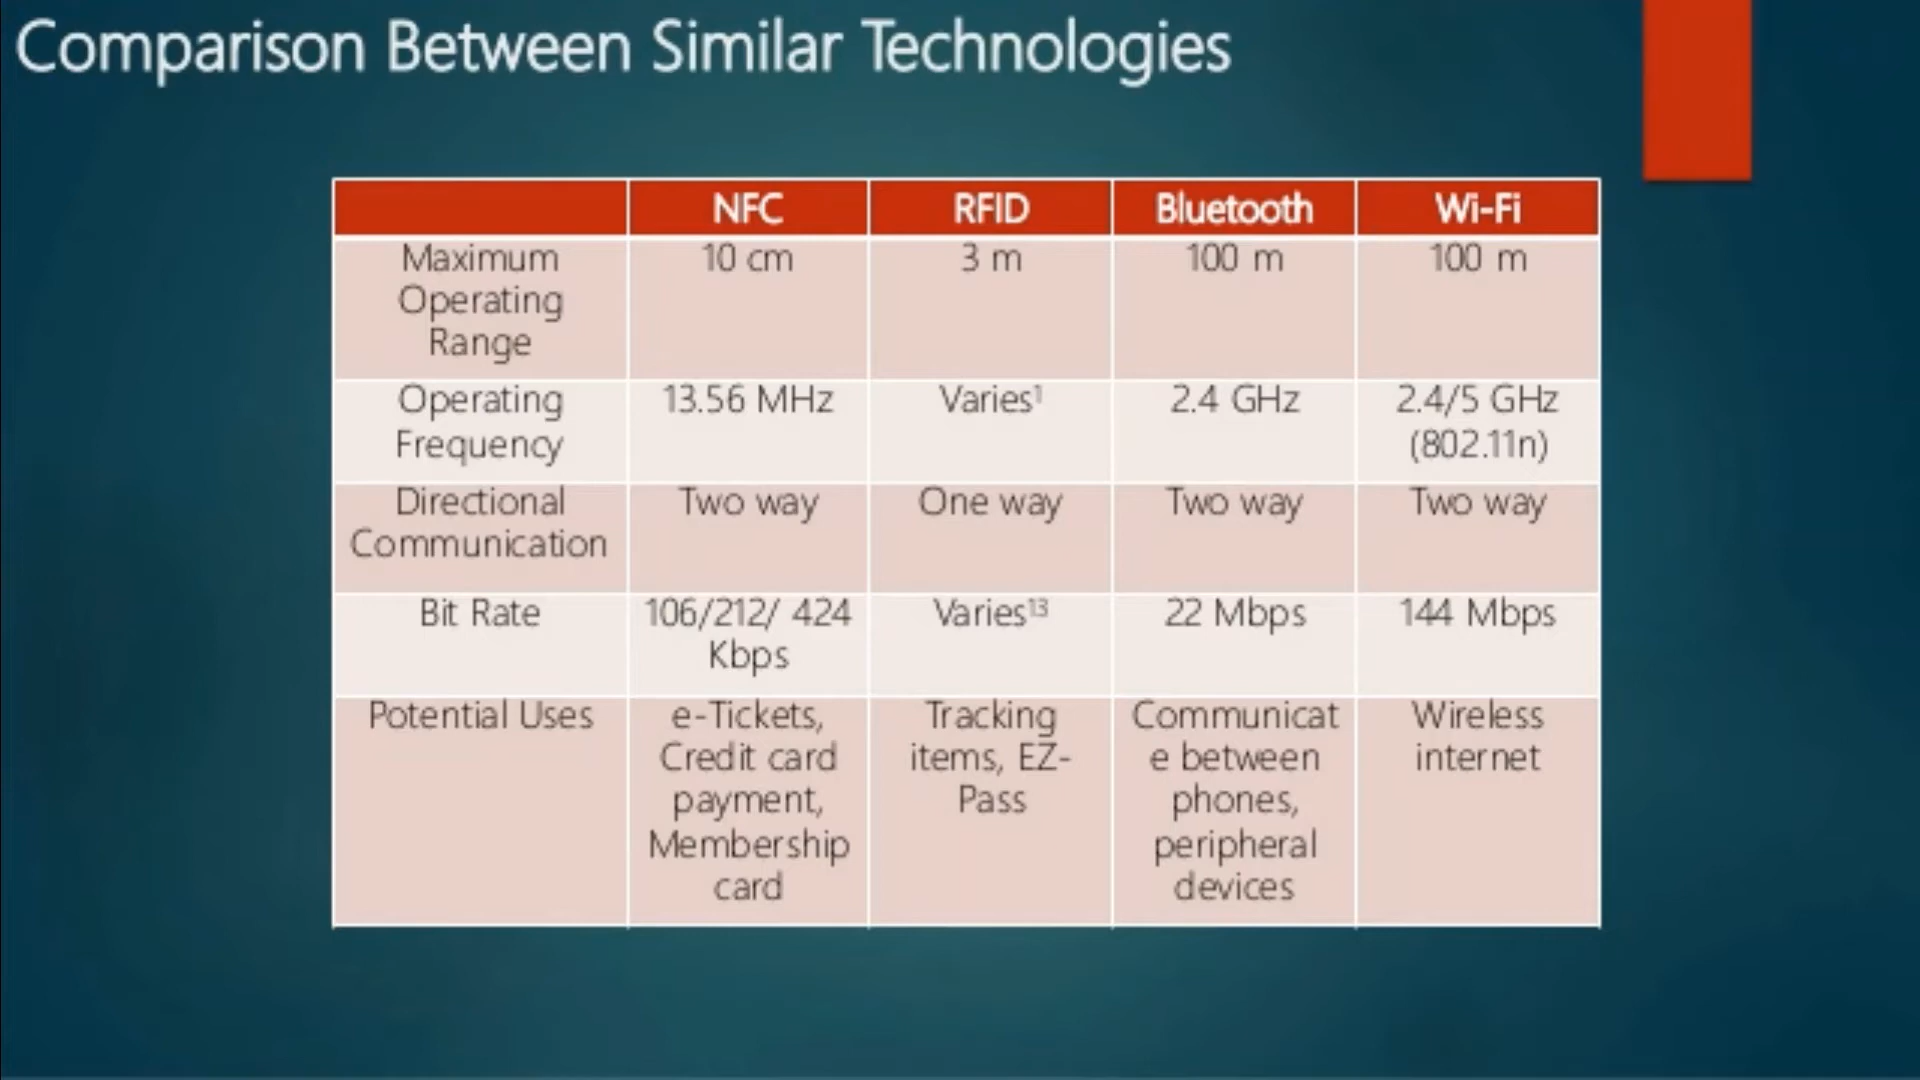 Comparison Between Similar Technologies
NFC RFID Bluetooth Wi-Fi
Maximum
Operating
Range
10 cm
3 m
100 m
100 m
Operating
Frequency
13.56 MHz
Varies¹
2.4 GHz
2.4/5 GHz
(802.11n)
Directional
Communication
Two way
One way
Two way
Two way
Bit Rate
106/212/ 424
Kbps
Varies¹³
22 Mbps
144 Mbps
Potential Uses
e-Tickets,
Credit card
payment,
Membership
card
Tracking
items, EZ-
Pass
Communicat
e between
phones,
peripheral
devices
Wireless
internet